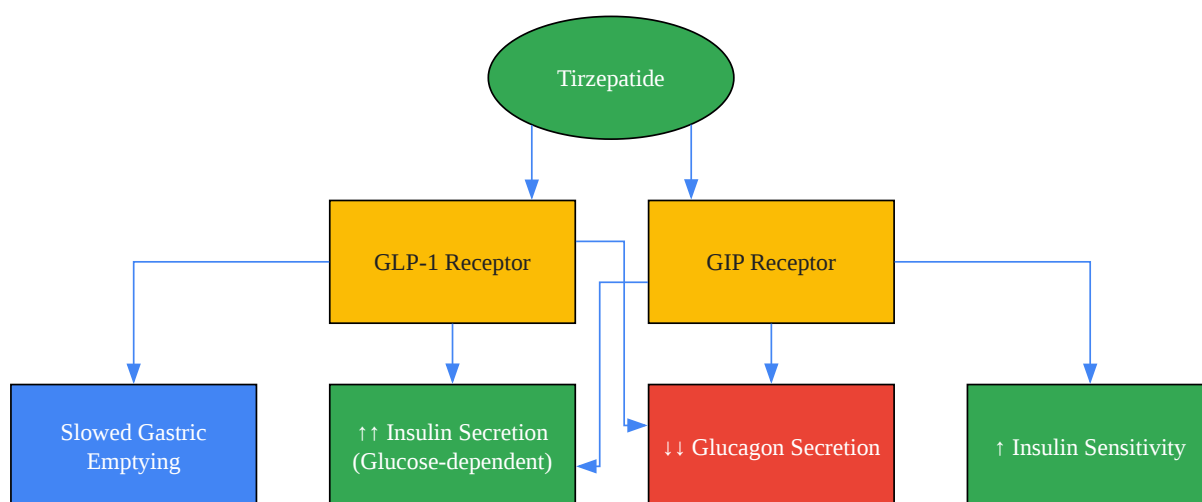 Tirzepatide
GLP-1 Receptor
GIP Receptor
Slowed Gastric
Emptying
↑↑ Insulin Secretion
(Glucose-dependent)
↓↓ Glucagon Secretion
↑ Insulin Sensitivity